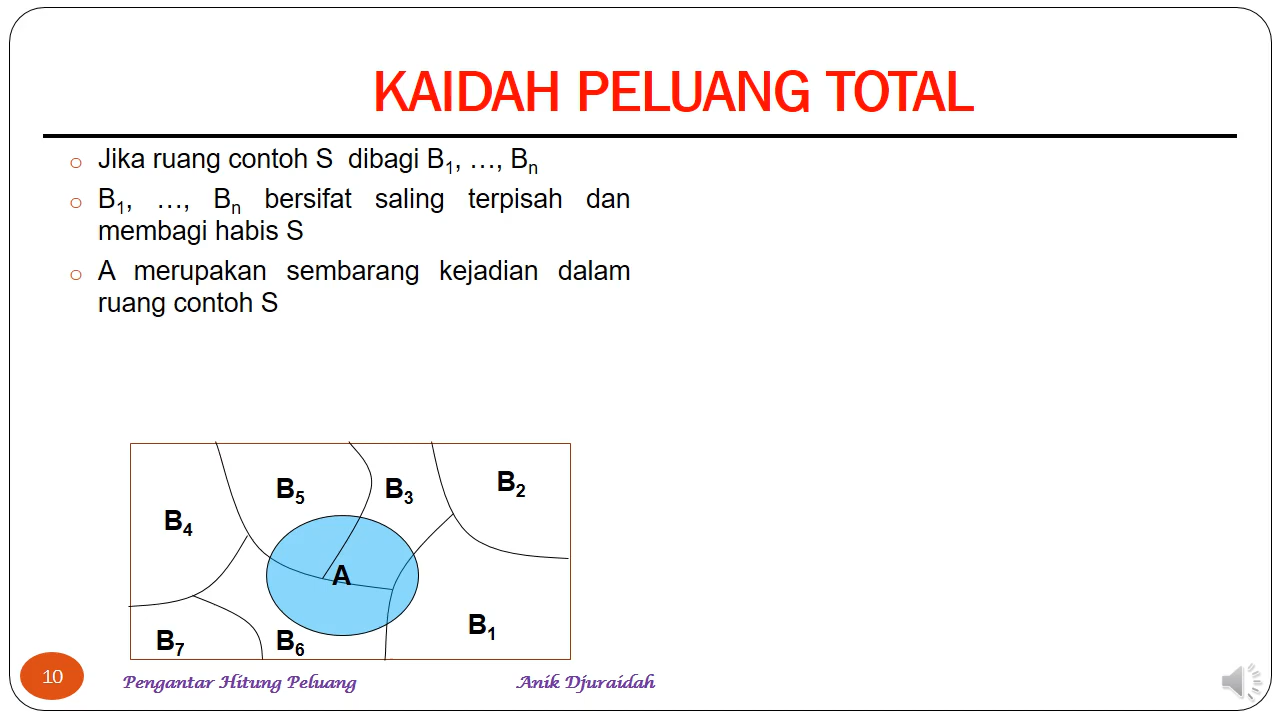 KAIDAH PELUANG TOTAL
○ Jika ruang contoh S dibagi B₁, …, Bₙ
○ B₁, …, Bₙ bersifat saling terpisah dan
membagi habis S
○ A merupakan sembarang kejadian dalam
ruang contoh S
B₅ B₃ B₂
B₄
A
B₁
B₇ B₆
10 Pengantar Hitung Peluang Anik Djuraidah